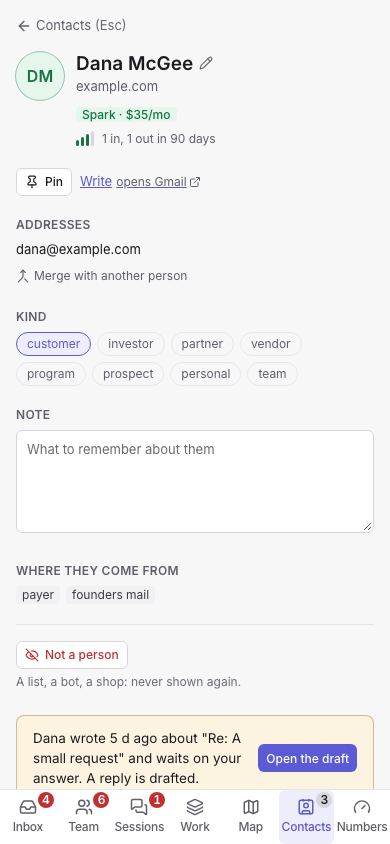 Contacts (Esc)
DM
Dana McGee
example.com
Spark · $35/mo
1 in, 1 out in 90 days
Pin
Write opens Gmail
ADDRESSES
dana@example.com
Merge with another person
KIND
customer investor partner vendor
program prospect personal team
NOTE
What to remember about them
WHERE THEY COME FROM
payer founders mail
Not a person
A list, a bot, a shop: never shown again.
Dana wrote 5 d ago about "Re: A
small request" and waits on your
answer. A reply is drafted.
Open the draft
4 6 1 3
Inbox Team Sessions Work Map Contacts Numbers